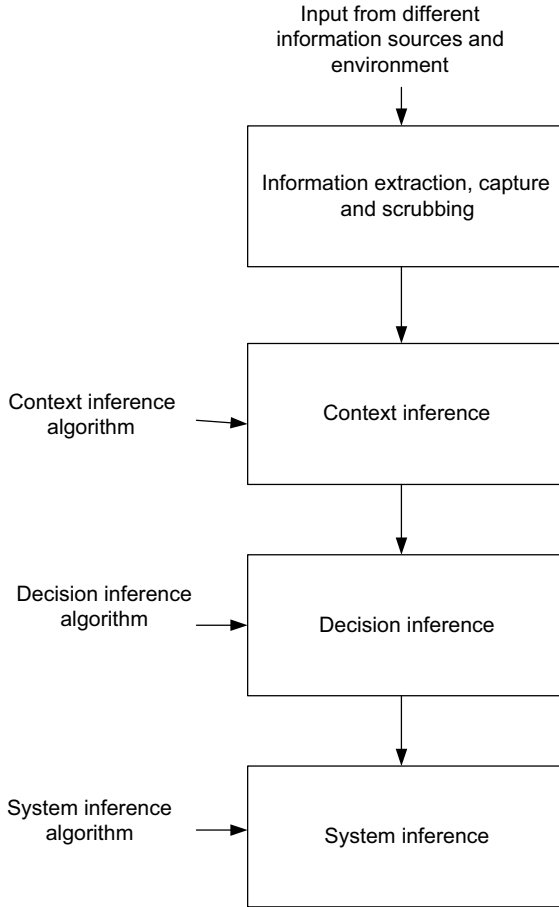 Input from different
information sources and
environment
Information extraction, capture
and scrubbing
Context inference
algorithm
Context inference
Decision inference
algorithm
Decision inference
System inference
algorithm
System inference